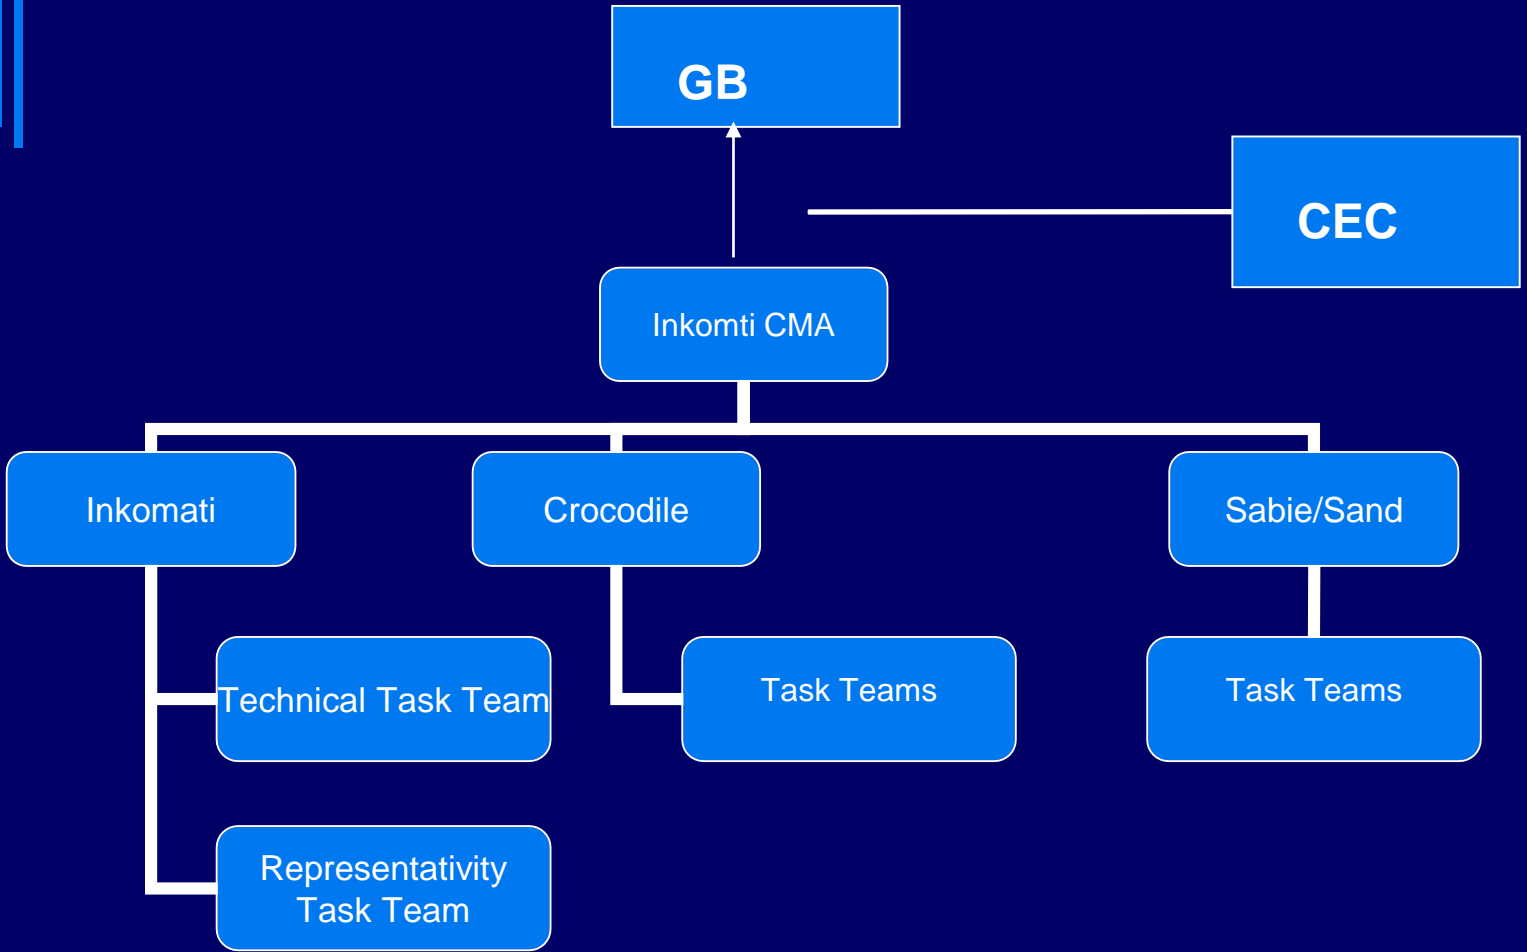 GB
CEC
Inkomti CMA
Inkomati
Crocodile
Sabie/Sand
Technical Task Team
Task Teams
Task Teams
Representativity
Task Team